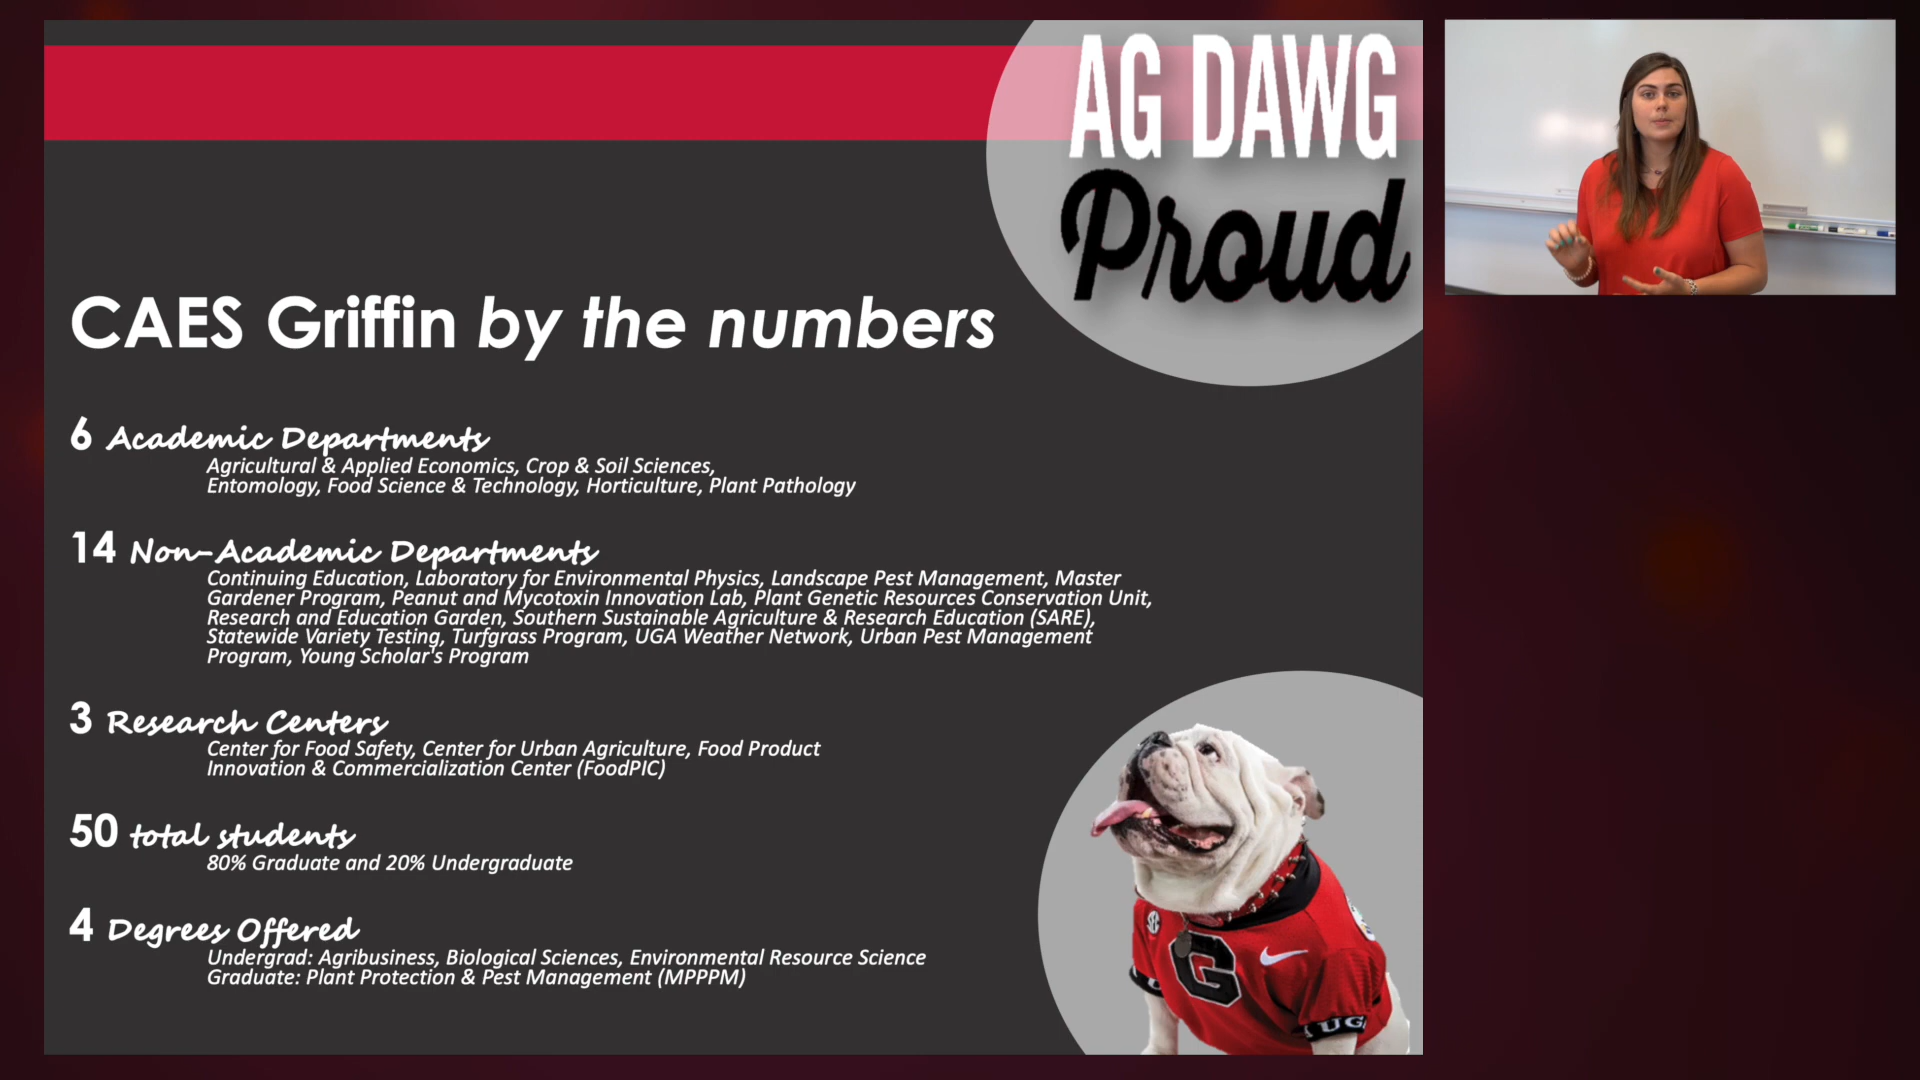 AG DAWG
Proud
CAES Griffin by the numbers
6 Academic Departments
Agricultural & Applied Economics, Crop & Soil Sciences,
Entomology, Food Science & Technology, Horticulture, Plant Pathology
14 Non-Academic Departments
Continuing Education, Laboratory for Environmental Physics, Landscape Pest Management, Master
Gardener Program, Peanut and Mycotoxin Innovation Lab, Plant Genetic Resources Conservation Unit,
Research and Education Garden, Southern Sustainable Agriculture & Research Education (SARE),
Statewide Variety Testing, Turfgrass Program, UGA Weather Network, Urban Pest Management
Program, Young Scholar's Program
3 Research Centers
Center for Food Safety, Center for Urban Agriculture, Food Product
Innovation & Commercialization Center (FoodPIC)
50 total students
80% Graduate and 20% Undergraduate
4 Degrees Offered
Undergrad: Agribusiness, Biological Sciences, Environmental Resource Science
Graduate: Plant Protection & Pest Management (MPPPM)
G
UGA